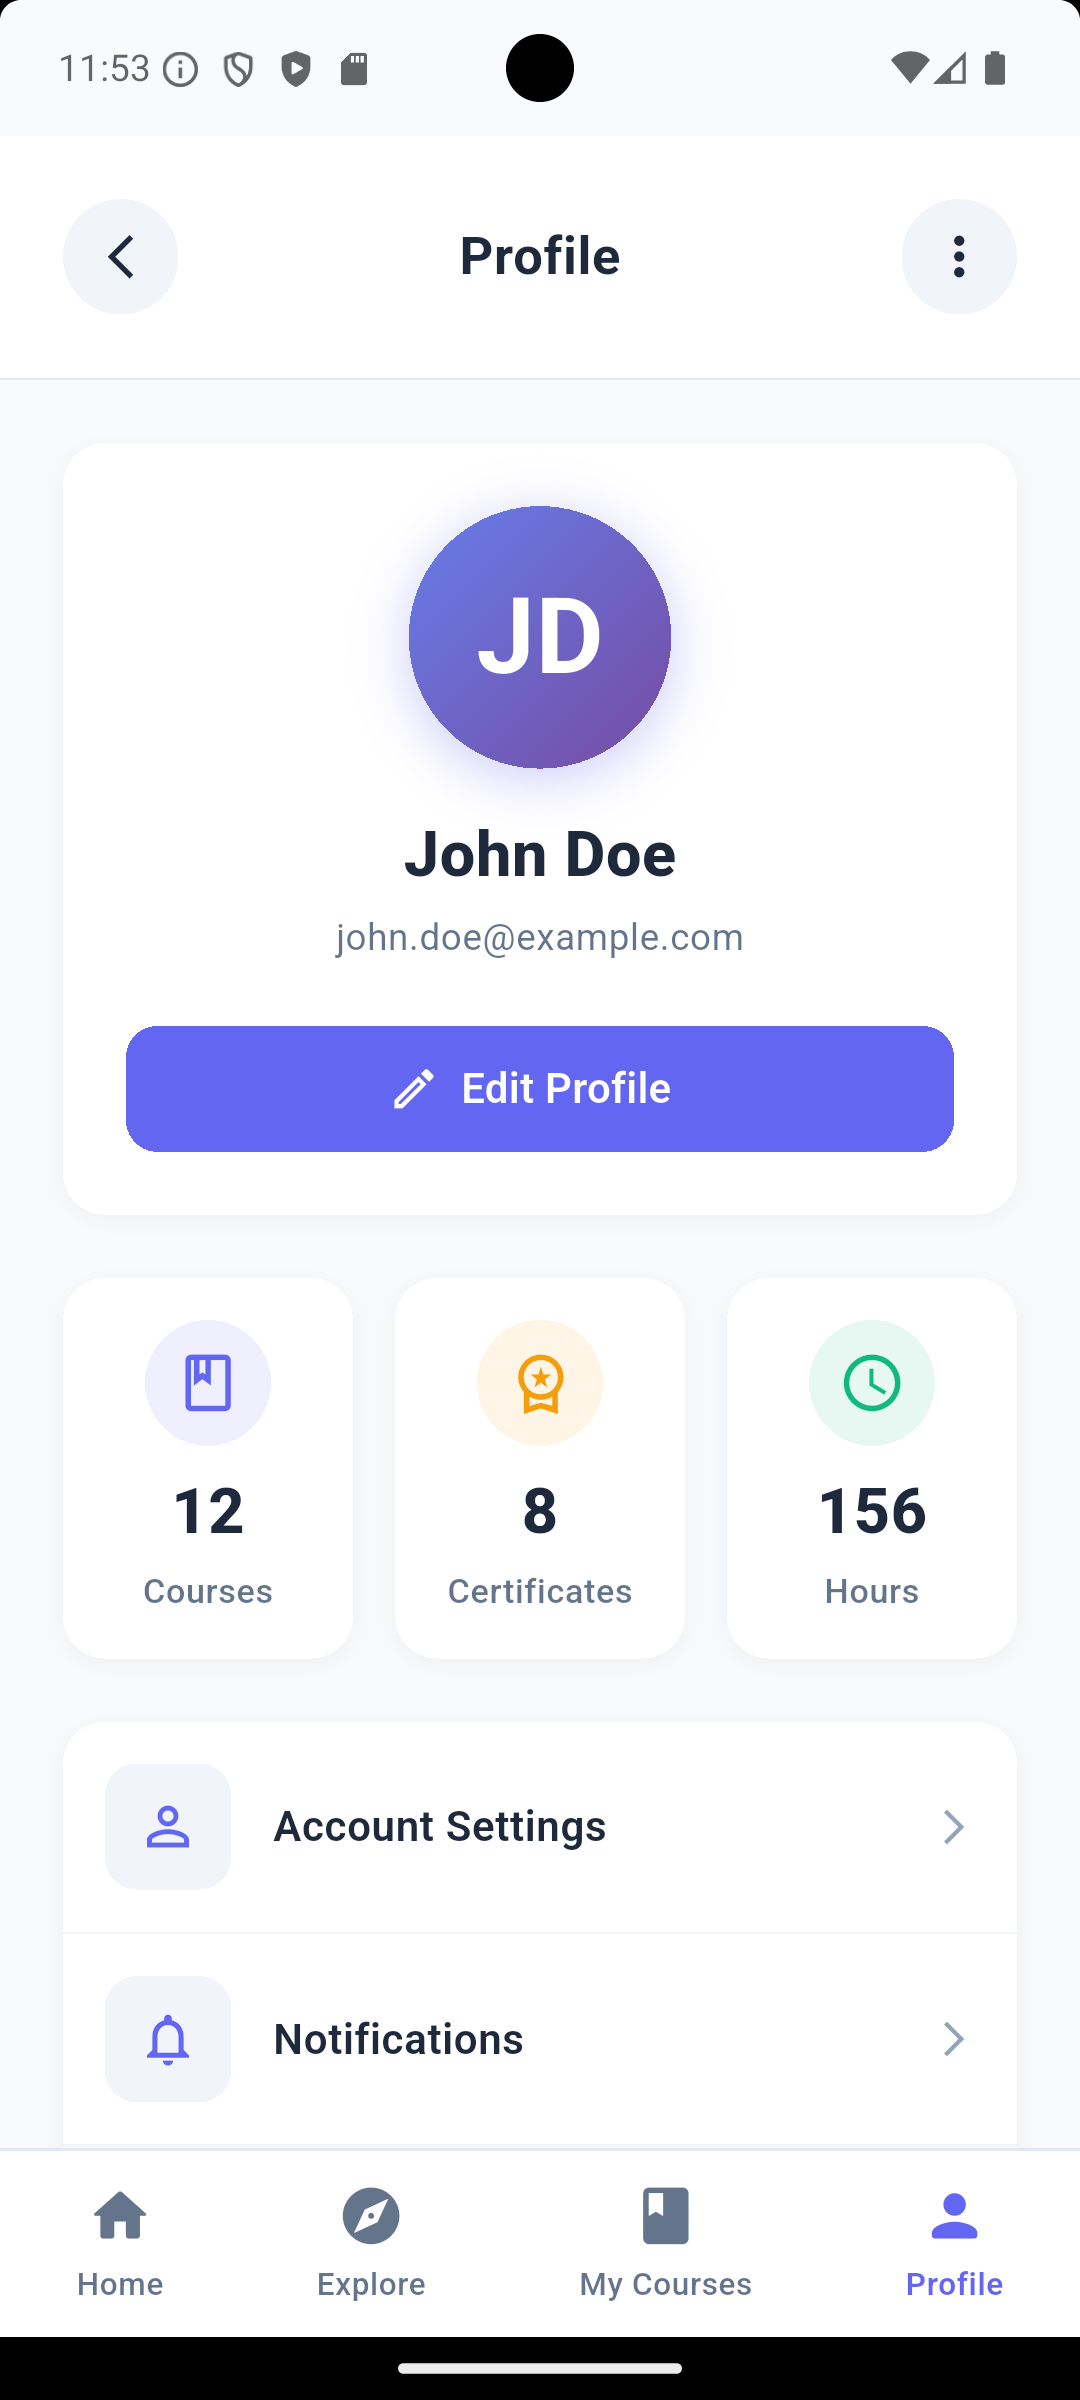 11:53
Profile
JD
John Doe
john.doe@example.com
Edit Profile
12
8
156
Courses
Certificates
Hours
Account Settings
Notifications
Home
Explore
My Courses
Profile